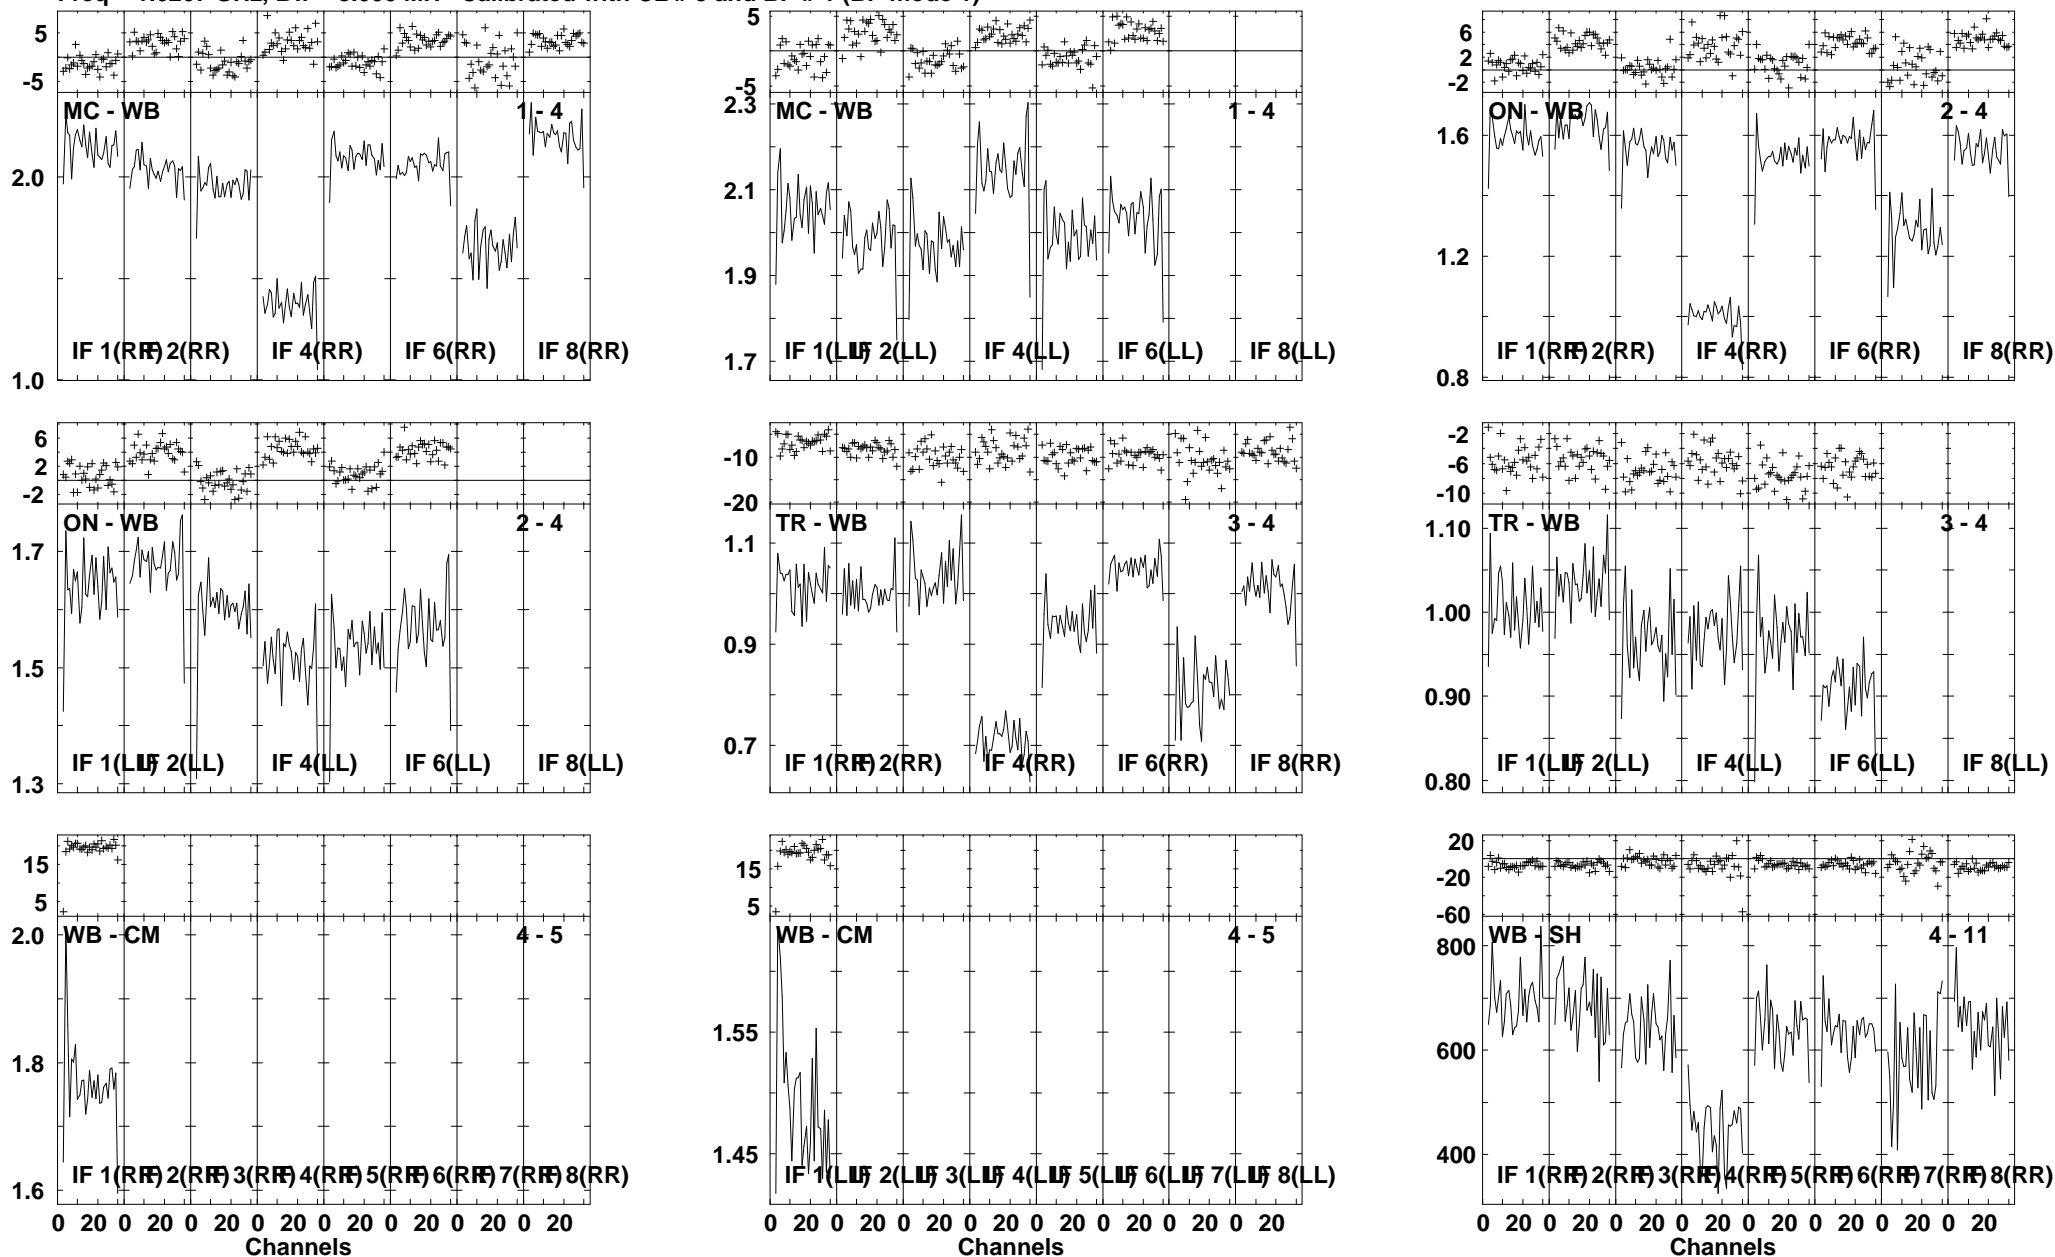 5 5 6
2
-5 -5 -2
MC - WB 1 - 4 MC - WB 1 - 4 ON - WB 2 - 4
2.3
1.6
2.0 2.1
1.9 1.2
1.7
IF 1(RR) IF 2(RR) IF 4(RR) IF 6(RR) IF 8(RR) IF 1(LL) IF 2(LL) IF 4(LL) IF 6(LL) IF 8(LL) IF 1(RR) IF 2(RR) IF 4(RR) IF 6(RR) IF 8(RR)
1.0 0.8
6 -2
2 -10 -6
-2 -20 -10
ON - WB 2 - 4 TR - WB 3 - 4 TR - WB 3 - 4
1.7 1.1 1.10
1.00
1.5 0.9
0.90
0.7
IF 1(LL) IF 2(LL) IF 4(LL) IF 6(LL) IF 8(LL) IF 1(RR) IF 2(RR) IF 4(RR) IF 6(RR) IF 8(RR) IF 1(LL) IF 2(LL) IF 4(LL) IF 6(LL) IF 8(LL)
1.3 0.80
20
15 15 -20
5 5 -60
WB - CM 4 - 5 WB - CM 4 - 5 WB - SH 4 - 11
2.0 800
1.55
1.8 600
1.45 400
IF 1(RR) IF 2(RR) IF 3(RR) IF 4(RR) IF 5(RR) IF 6(RR) IF 7(RR) IF 8(RR) IF 1(LL) IF 2(LL) IF 3(LL) IF 4(LL) IF 5(LL) IF 6(LL) IF 7(LL) IF 8(LL) IF 1(RR) IF 2(RR) IF 3(RR) IF 4(RR) IF 5(RR) IF 6(RR) IF 7(RR) IF 8(RR)
1.6
0 20 0 20 0 20 0 20 0 20 0 20 0 20 0 20 0 20 0 20 0 20 0 20 0 20 0 20 0 20 0 20 0 20 0 20 0 20 0 20 0 20 0 20 0 20 0 20
Channels Channels Channels